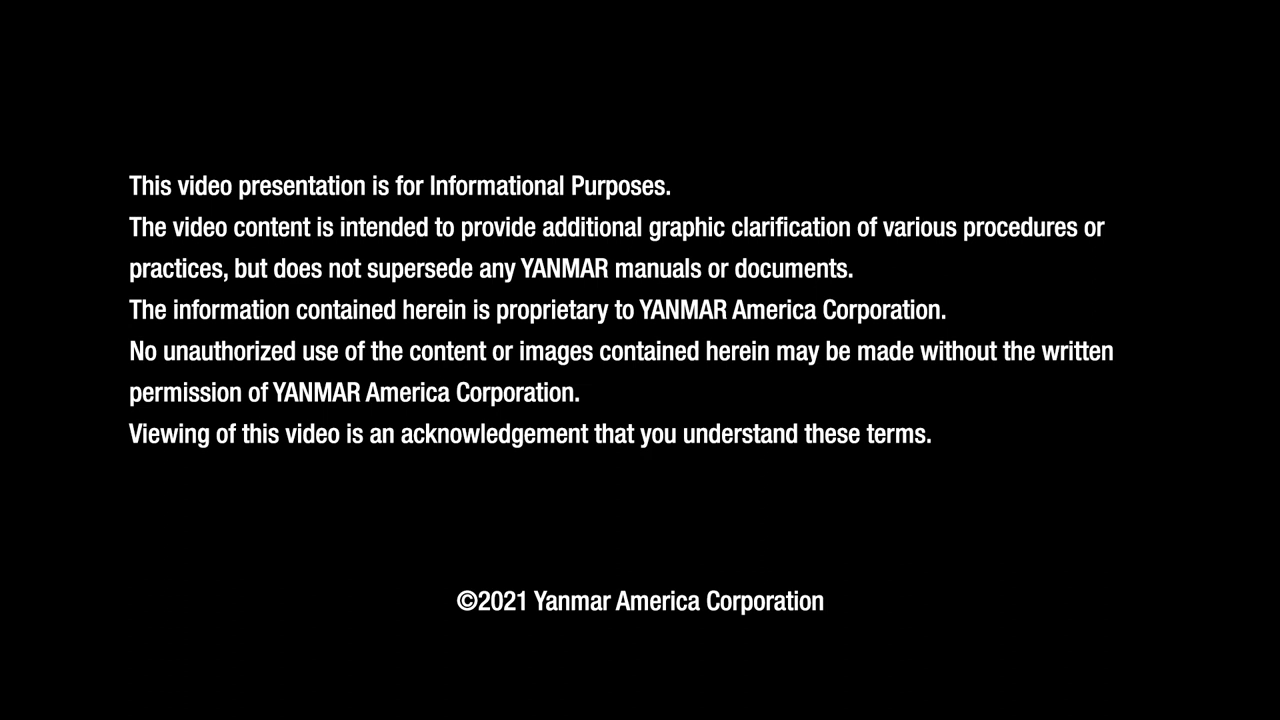 This video presentation is for Informational Purposes.
The video content is intended to provide additional graphic clarification of various procedures or
practices, but does not supersede any YANMAR manuals or documents.
The information contained herein is proprietary to YANMAR America Corporation.
No unauthorized use of the content or images contained herein may be made without the written
permission of YANMAR America Corporation.
Viewing of this video is an acknowledgement that you understand these terms.
©2021 Yanmar America Corporation